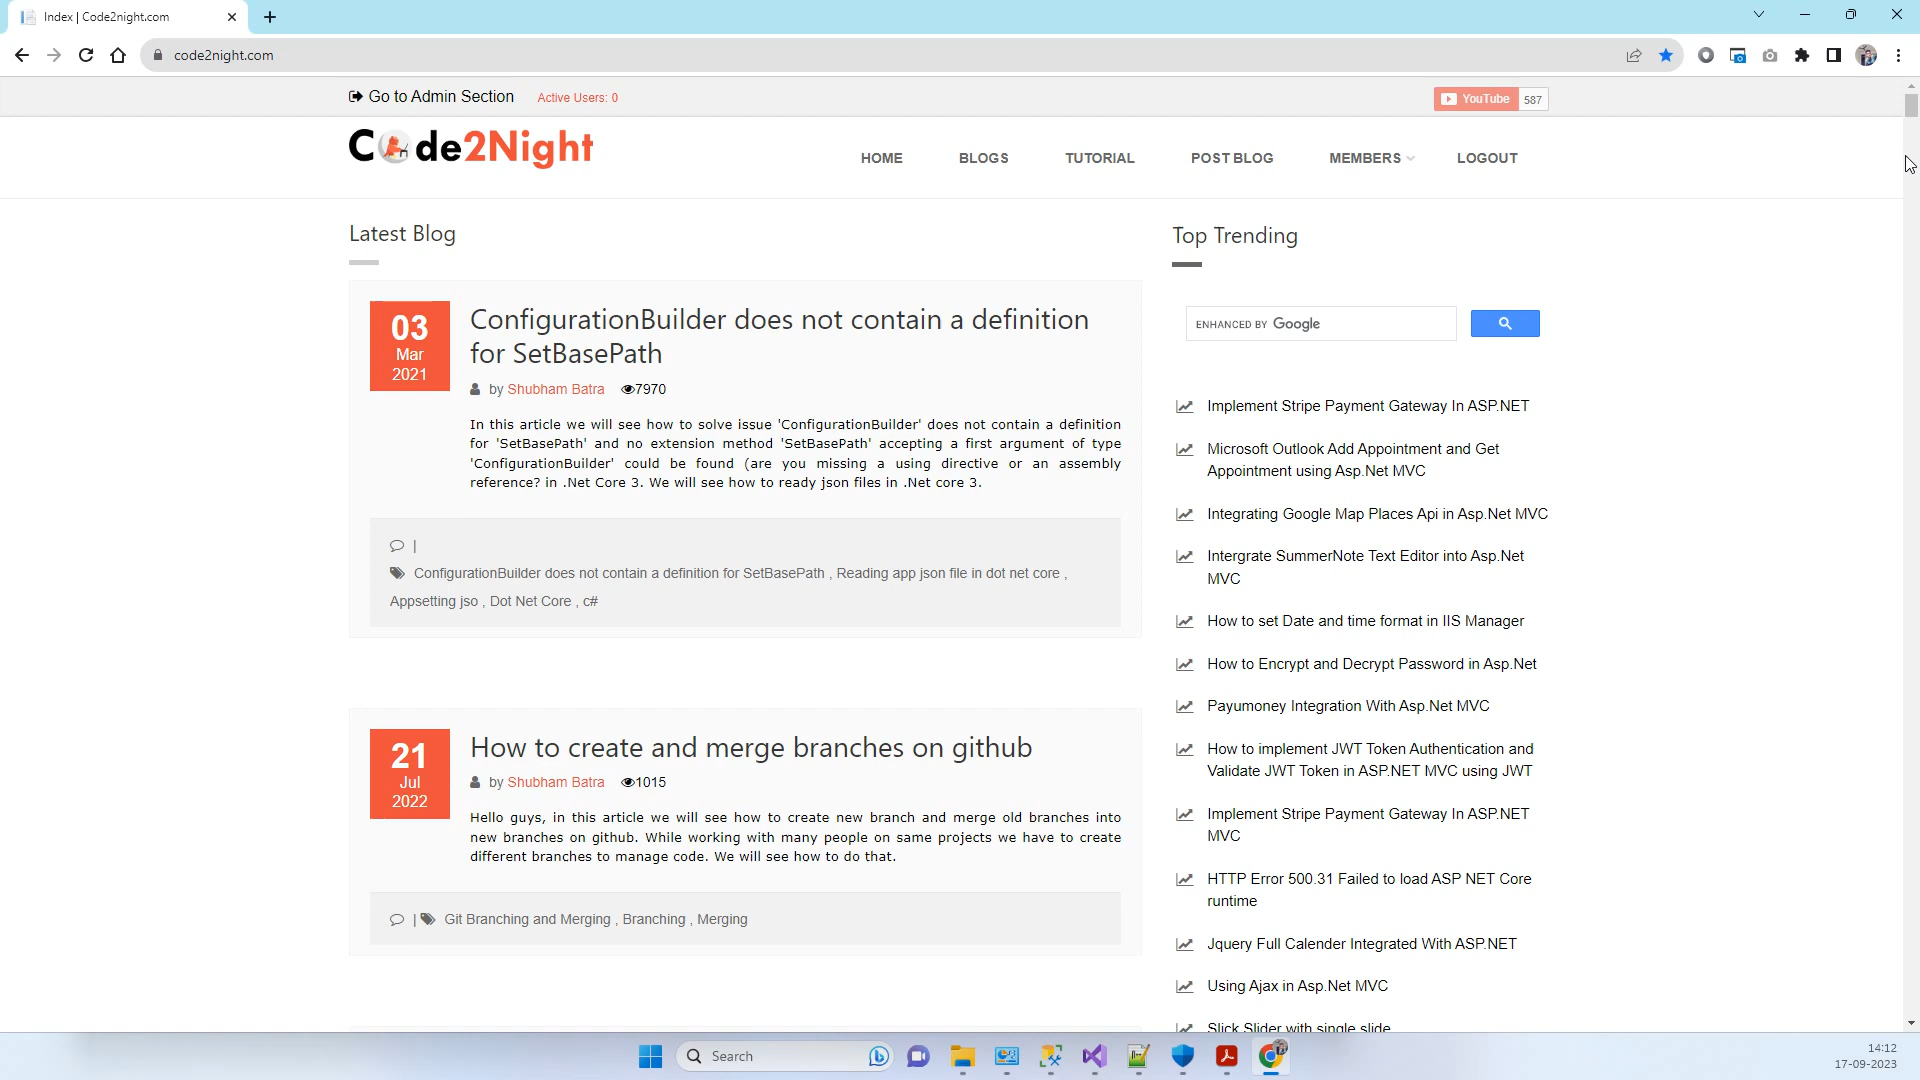 Index | Code2night.com
code2night.com
Go to Admin Section Active Users: 0
YouTube 587
Code2Night
HOME BLOGS TUTORIAL POST BLOG MEMBERS LOGOUT
Latest Blog
03
Mar
2021
ConfigurationBuilder does not contain a definition
for SetBasePath
by Shubham Batra 7970
In this article we will see how to solve issue 'ConfigurationBuilder' does not contain a definition
for 'SetBasePath' and no extension method 'SetBasePath' accepting a first argument of type
'ConfigurationBuilder' could be found (are you missing a using directive or an assembly
reference? in .Net Core 3. We will see how to ready json files in .Net core 3.
|
ConfigurationBuilder does not contain a definition for SetBasePath , Reading app json file in dot net core ,
Appsetting jso , Dot Net Core , c#
21
Jul
2022
How to create and merge branches on github
by Shubham Batra 1015
Hello guys, in this article we will see how to create new branch and merge old branches into
new branches on github. While working with many people on same projects we have to create
different branches to manage code. We will see how to do that.
| Git Branching and Merging , Branching , Merging
Top Trending
ENHANCED BY Google
Implement Stripe Payment Gateway In ASP.NET
Microsoft Outlook Add Appointment and Get
Appointment using Asp.Net MVC
Integrating Google Map Places Api in Asp.Net MVC
Intergrate SummerNote Text Editor into Asp.Net
MVC
How to set Date and time format in IIS Manager
How to Encrypt and Decrypt Password in Asp.Net
Payumoney Integration With Asp.Net MVC
How to implement JWT Token Authentication and
Validate JWT Token in ASP.NET MVC using JWT
Implement Stripe Payment Gateway In ASP.NET
MVC
HTTP Error 500.31 Failed to load ASP NET Core
runtime
Jquery Full Calender Integrated With ASP.NET
Using Ajax in Asp.Net MVC
Slick Slider with single slide
Search
14:12
17-09-2023